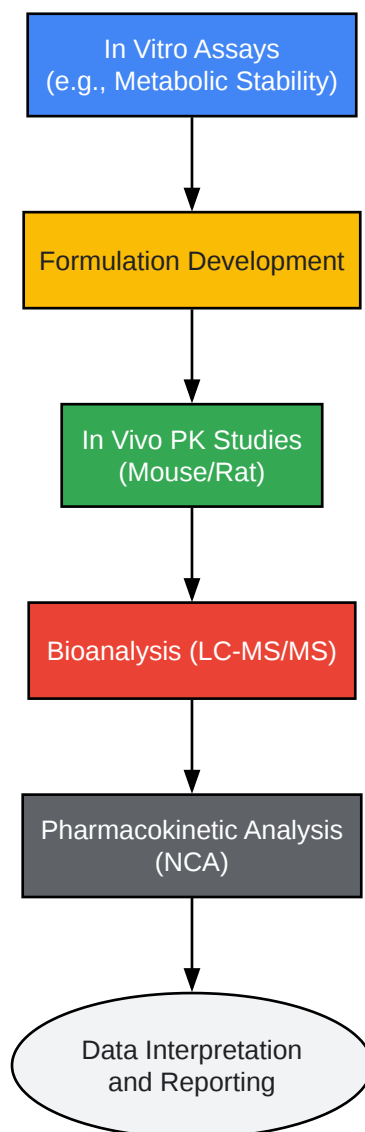 In Vitro Assays
(e.g., Metabolic Stability)
Formulation Development
In Vivo PK Studies
(Mouse/Rat)
Bioanalysis (LC-MS/MS)
Pharmacokinetic Analysis
(NCA)
Data Interpretation
and Reporting